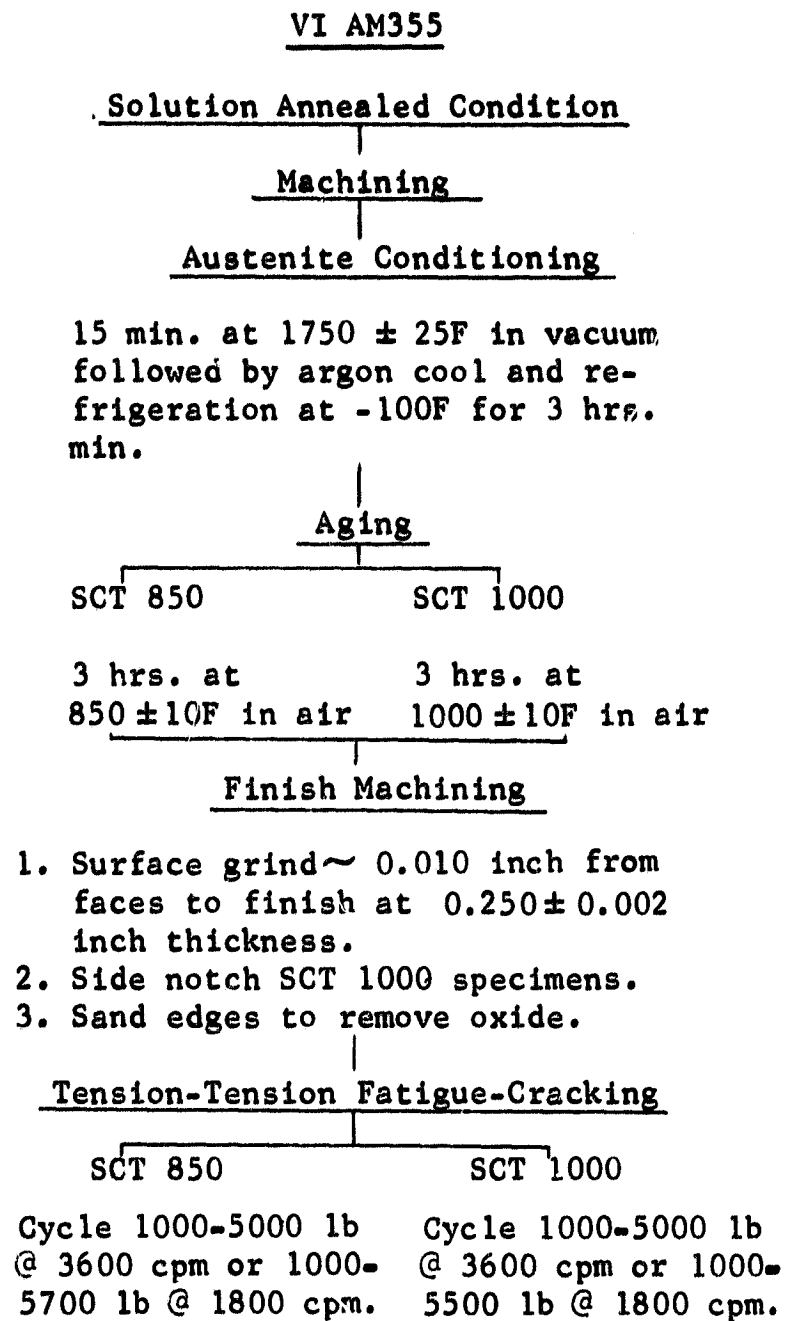 VI AM355
Solution Annealed Condition
Machining
Austenite Conditioning
15 min. at 1750 ± 25F in vacuum
followed by argon cool and re-
frigeration at -100F for 3 hrs.
min.
Aging
SCT 850 SCT 1000
3 hrs. at 3 hrs. at
850 ±10F in air 1000 ±10F in air
Finish Machining
1. Surface grind~ 0.010 inch from
faces to finish at 0.250± 0.002
inch thickness.
2. Side notch SCT 1000 specimens.
3. Sand edges to remove oxide.
Tension-Tension Fatigue-Cracking
SCT 850 SCT 1000
Cycle 1000-5000 lb Cycle 1000-5000 lb
@ 3600 cpm or 1000- @ 3600 cpm or 1000-
5700 lb @ 1800 cpm. 5500 lb @ 1800 cpm.